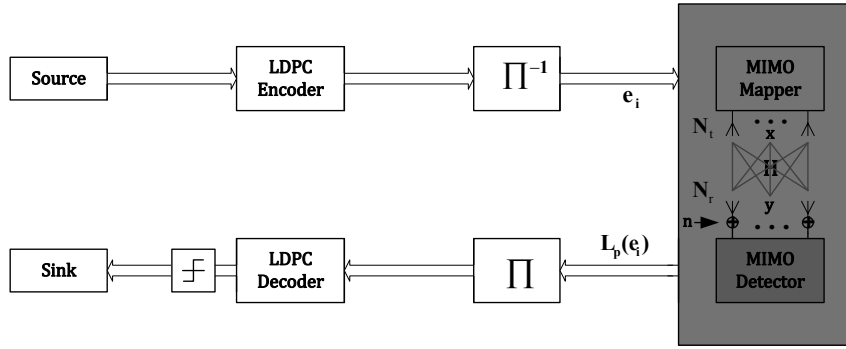 Source
LDPC
Encoder
∏⁻¹
eᵢ
MIMO
Mapper
Nₜ
• • •
x
H
Nᵣ
y
n
• • •
Sink
LDPC
Decoder
∏
Lₚ(eᵢ)
MIMO
Detector